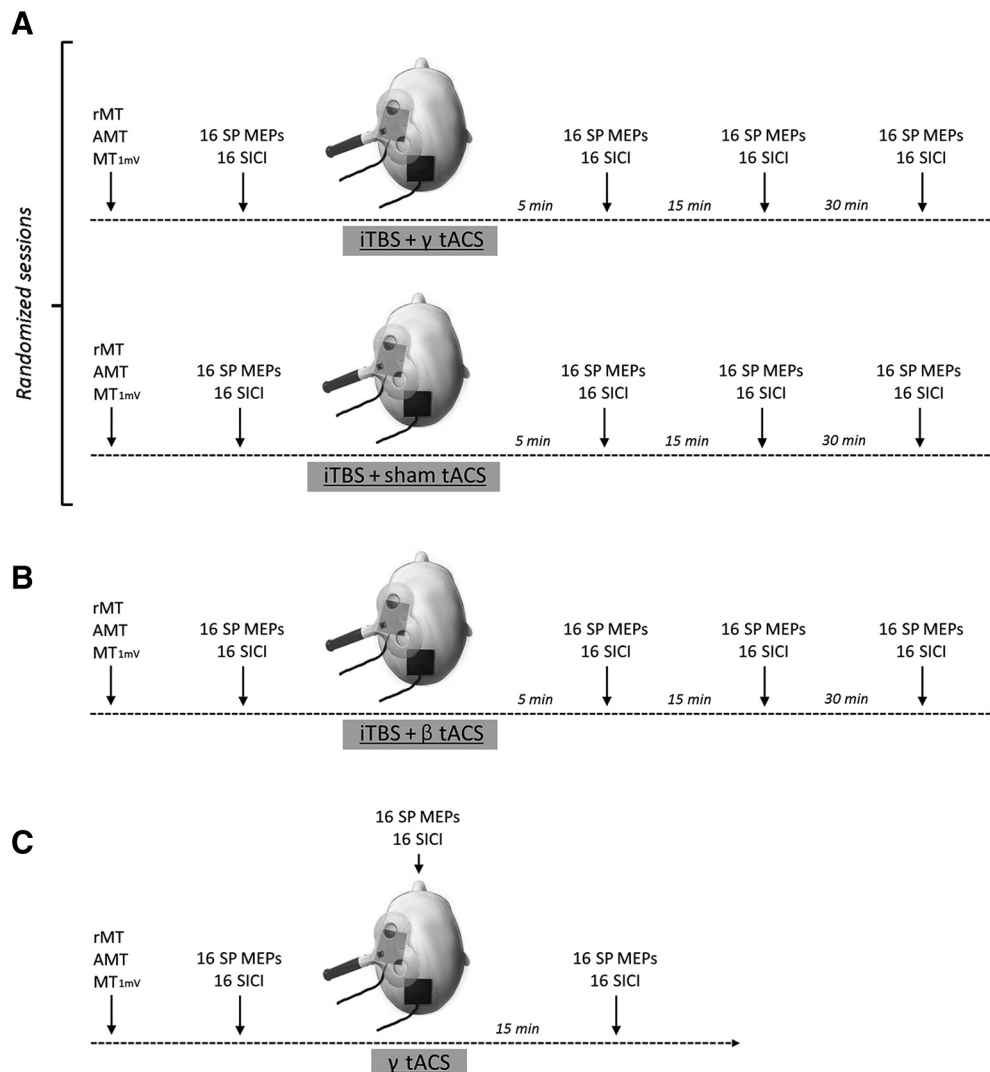 A
Randomized sessions
rMT
AMT
MT1mV
16 SP MEPs
16 SICI
16 SP MEPs
16 SICI
16 SP MEPs
16 SICI
16 SP MEPs
16 SICI
5 min
15 min
30 min
iTBS + γ tACS
rMT
AMT
MT1mV
16 SP MEPs
16 SICI
16 SP MEPs
16 SICI
16 SP MEPs
16 SICI
16 SP MEPs
16 SICI
5 min
15 min
30 min
iTBS + sham tACS
B
rMT
AMT
MT1mV
16 SP MEPs
16 SICI
16 SP MEPs
16 SICI
16 SP MEPs
16 SICI
16 SP MEPs
16 SICI
5 min
15 min
30 min
iTBS + β tACS
C
16 SP MEPs
16 SICI
rMT
AMT
MT1mV
16 SP MEPs
16 SICI
16 SP MEPs
16 SICI
15 min
γ tACS